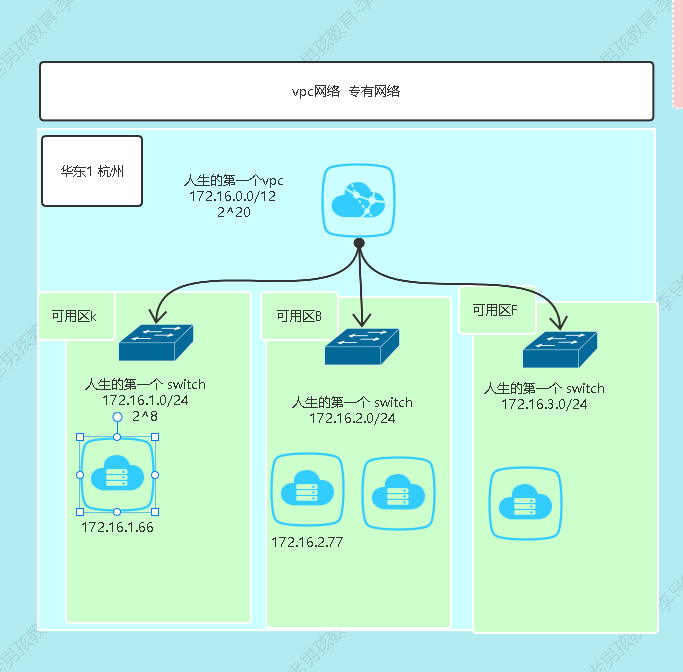 vpc网络 专有网络
华东1 杭州
人生的第一个vpc
172.16.0.0/12
2^20
可用区k
人生的第一个 switch
172.16.1.0/24
2^8
172.16.1.66
可用区B
人生的第一个 switch
172.16.2.0/24
172.16.2.77
可用区F
人生的第一个 switch
172.16.3.0/24